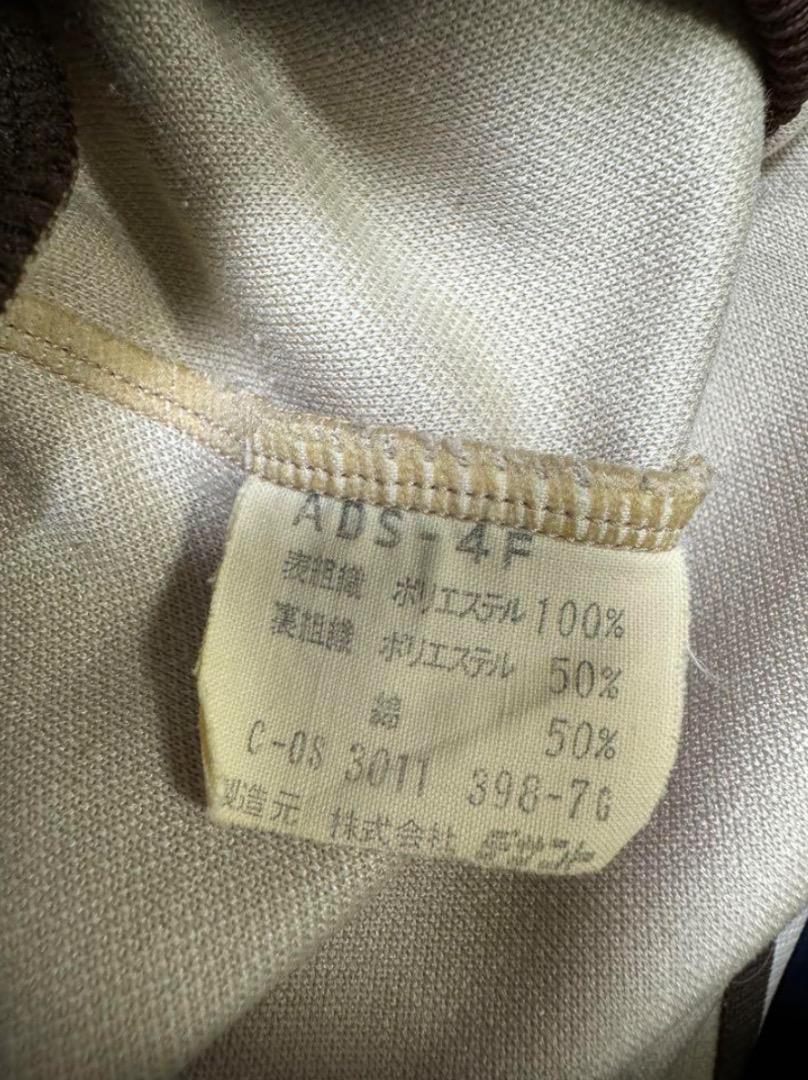 ADS-4F
表組織 ポリエステル 100%
裏組織 ポリエステル 50%
綿 50%
C-OS 3011 398-7G
製造元 株式会社 デサント